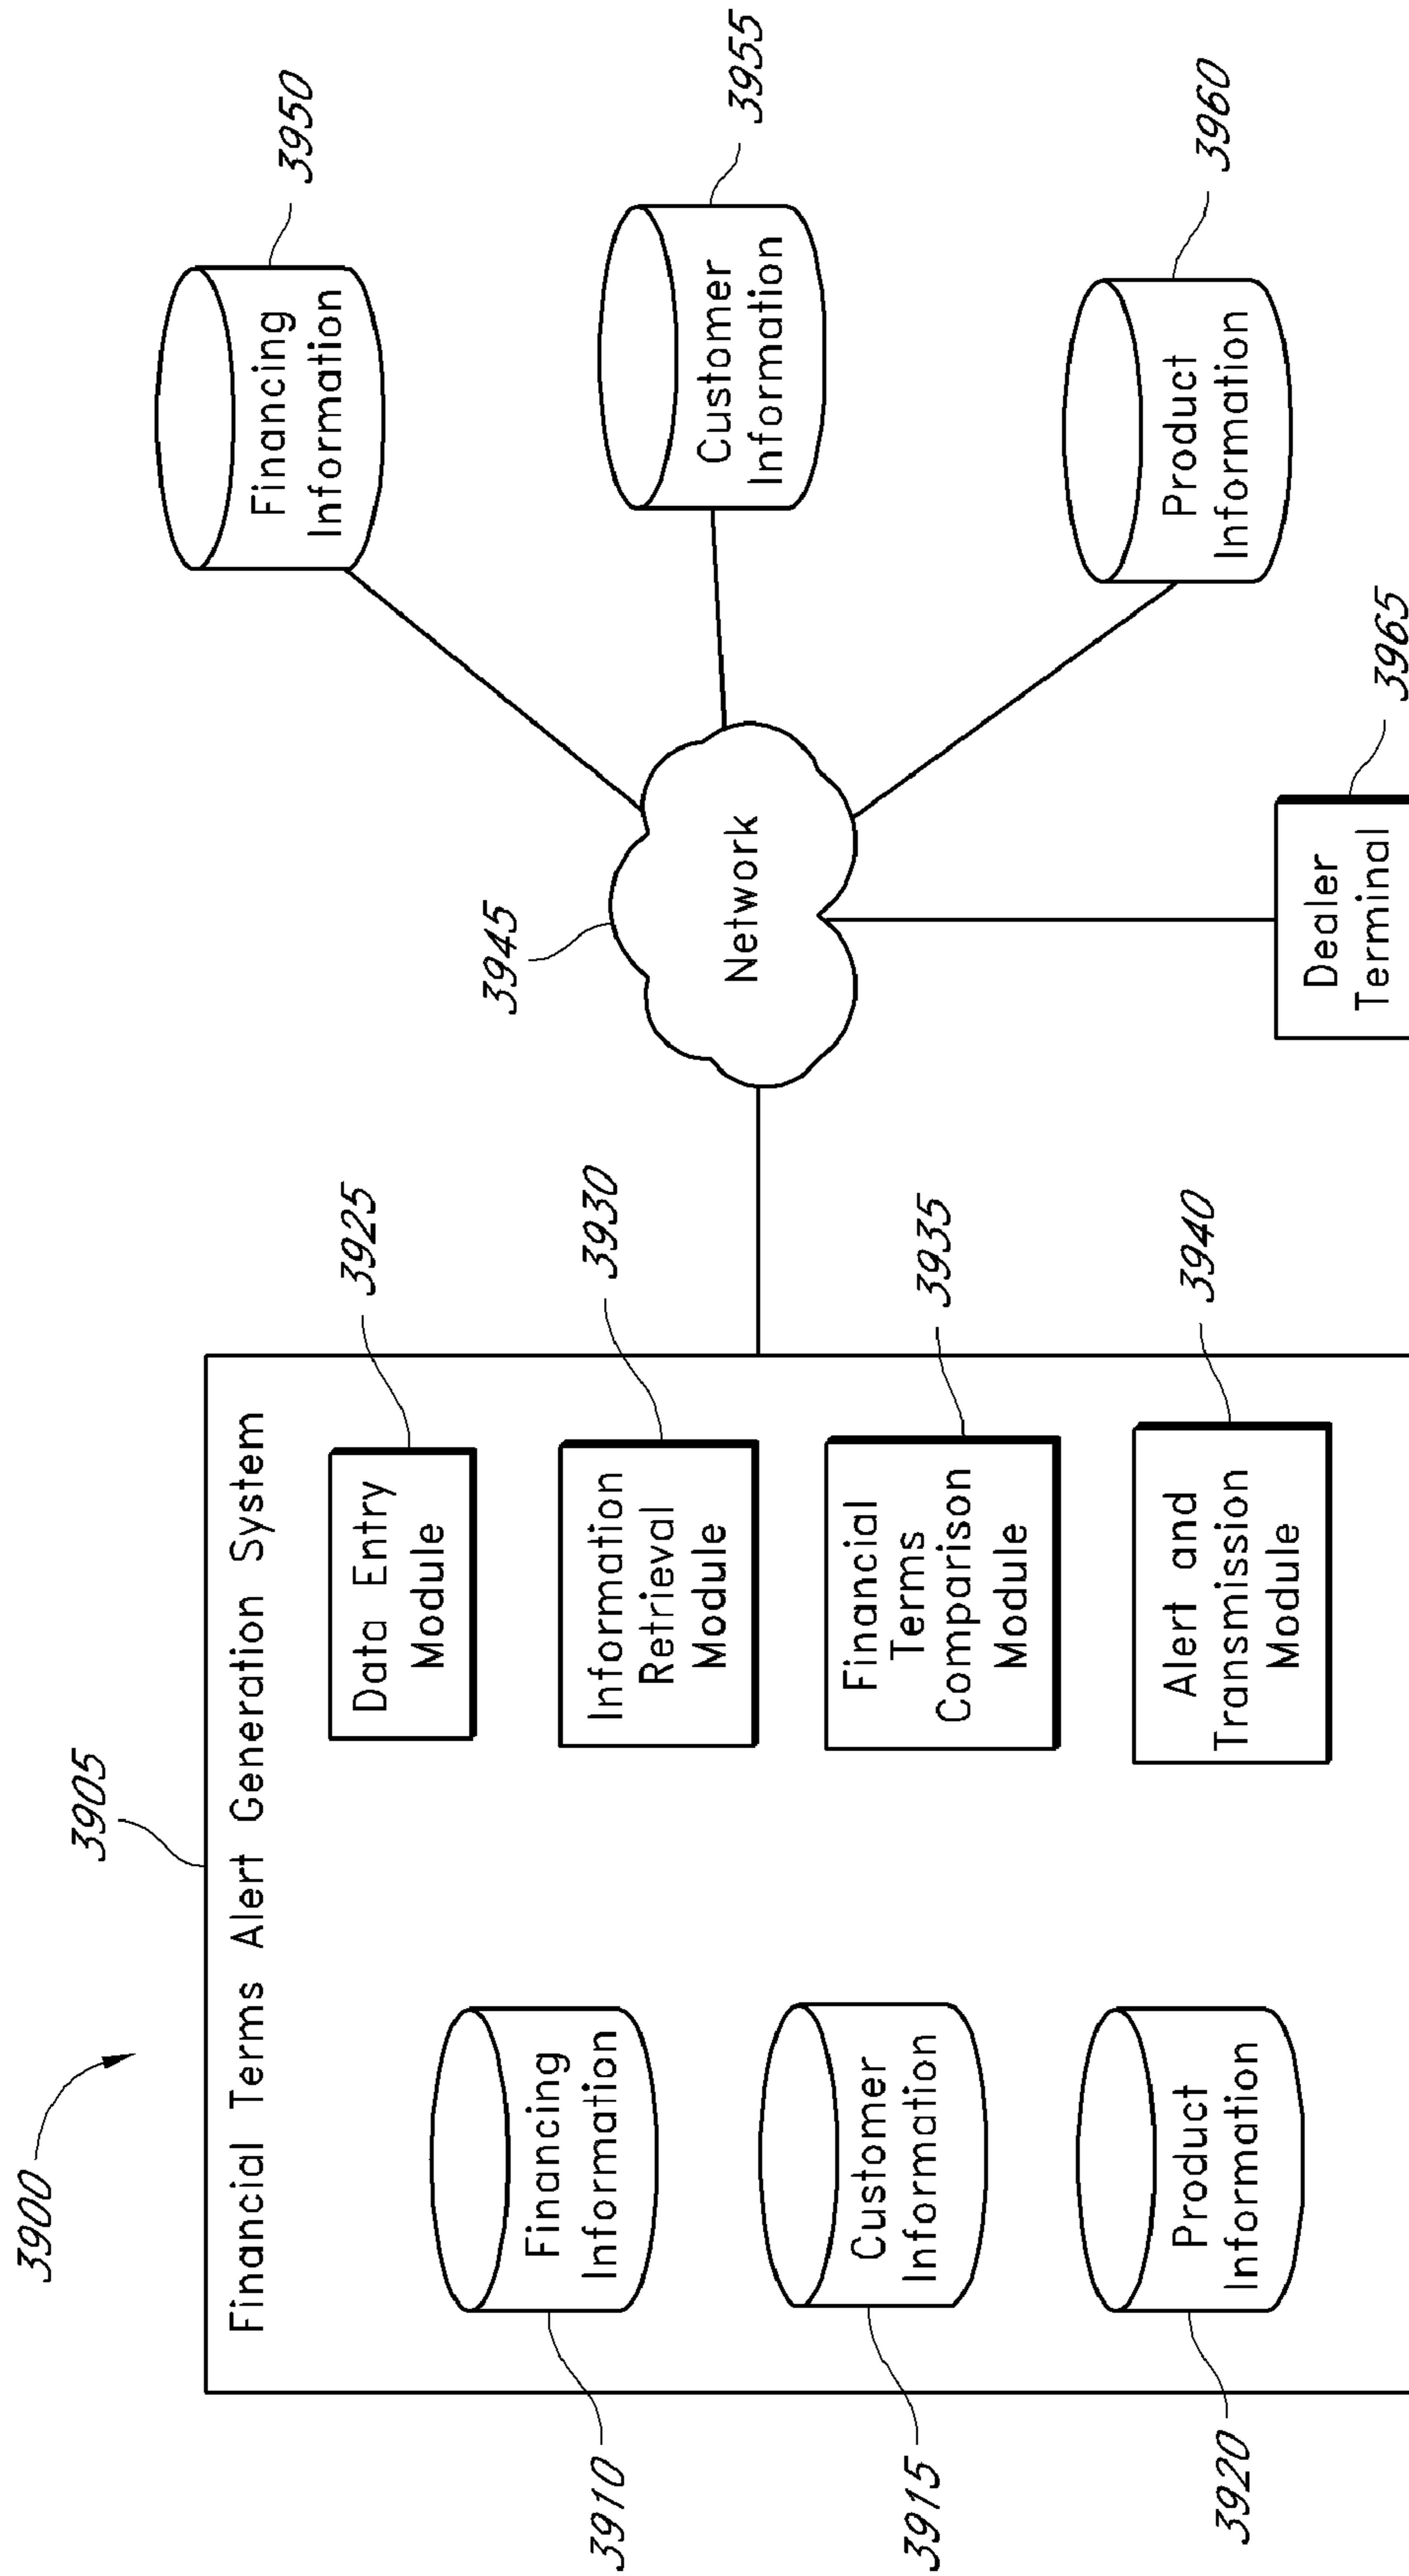 3900
3905
Financial Terms Alert Generation System
Financing
Information
3910
Customer
Information
3915
Product
Information
3920
Data Entry
Module
3925
Information
Retrieval
Module
3930
Financial
Terms
Comparison
Module
3935
Alert and
Transmission
Module
3940
3945
Network
Financing
Information
3950
Customer
Information
3955
Product
Information
3960
Dealer
Terminal
3965